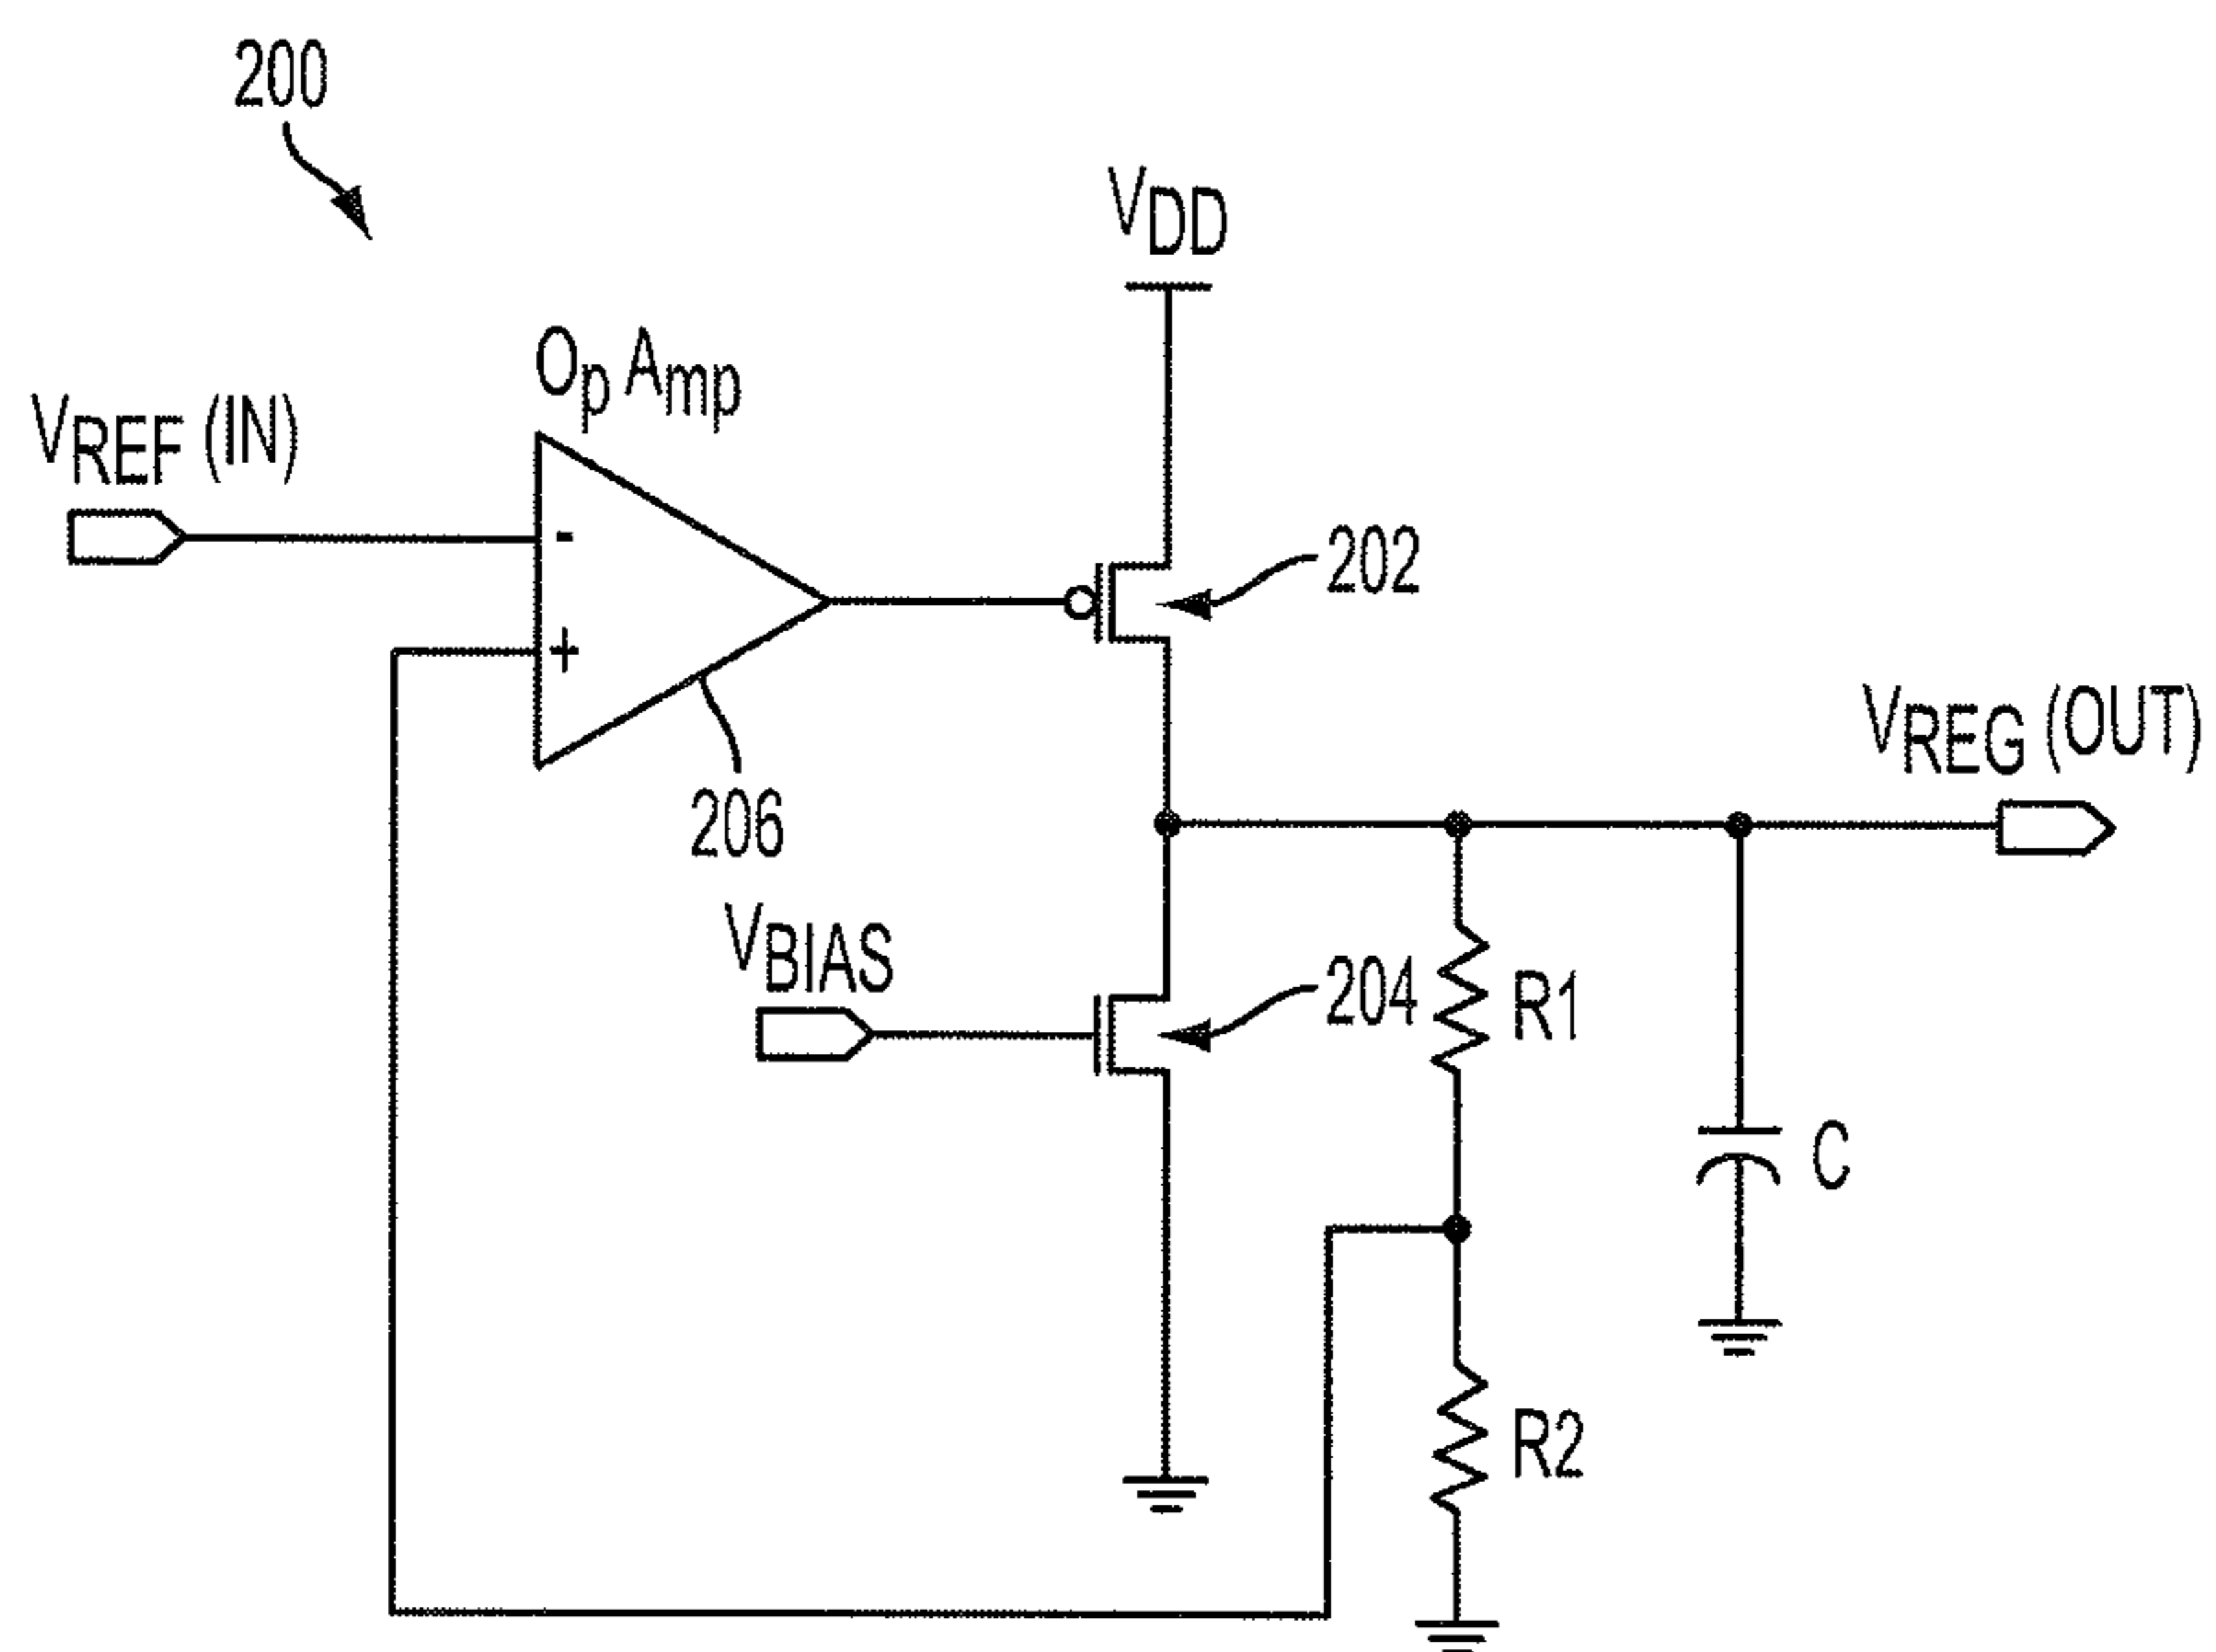 200
VDD
Op Amp
VREF (IN)
-
+
202
206
VREG (OUT)
VBIAS
204
R1
C
R2